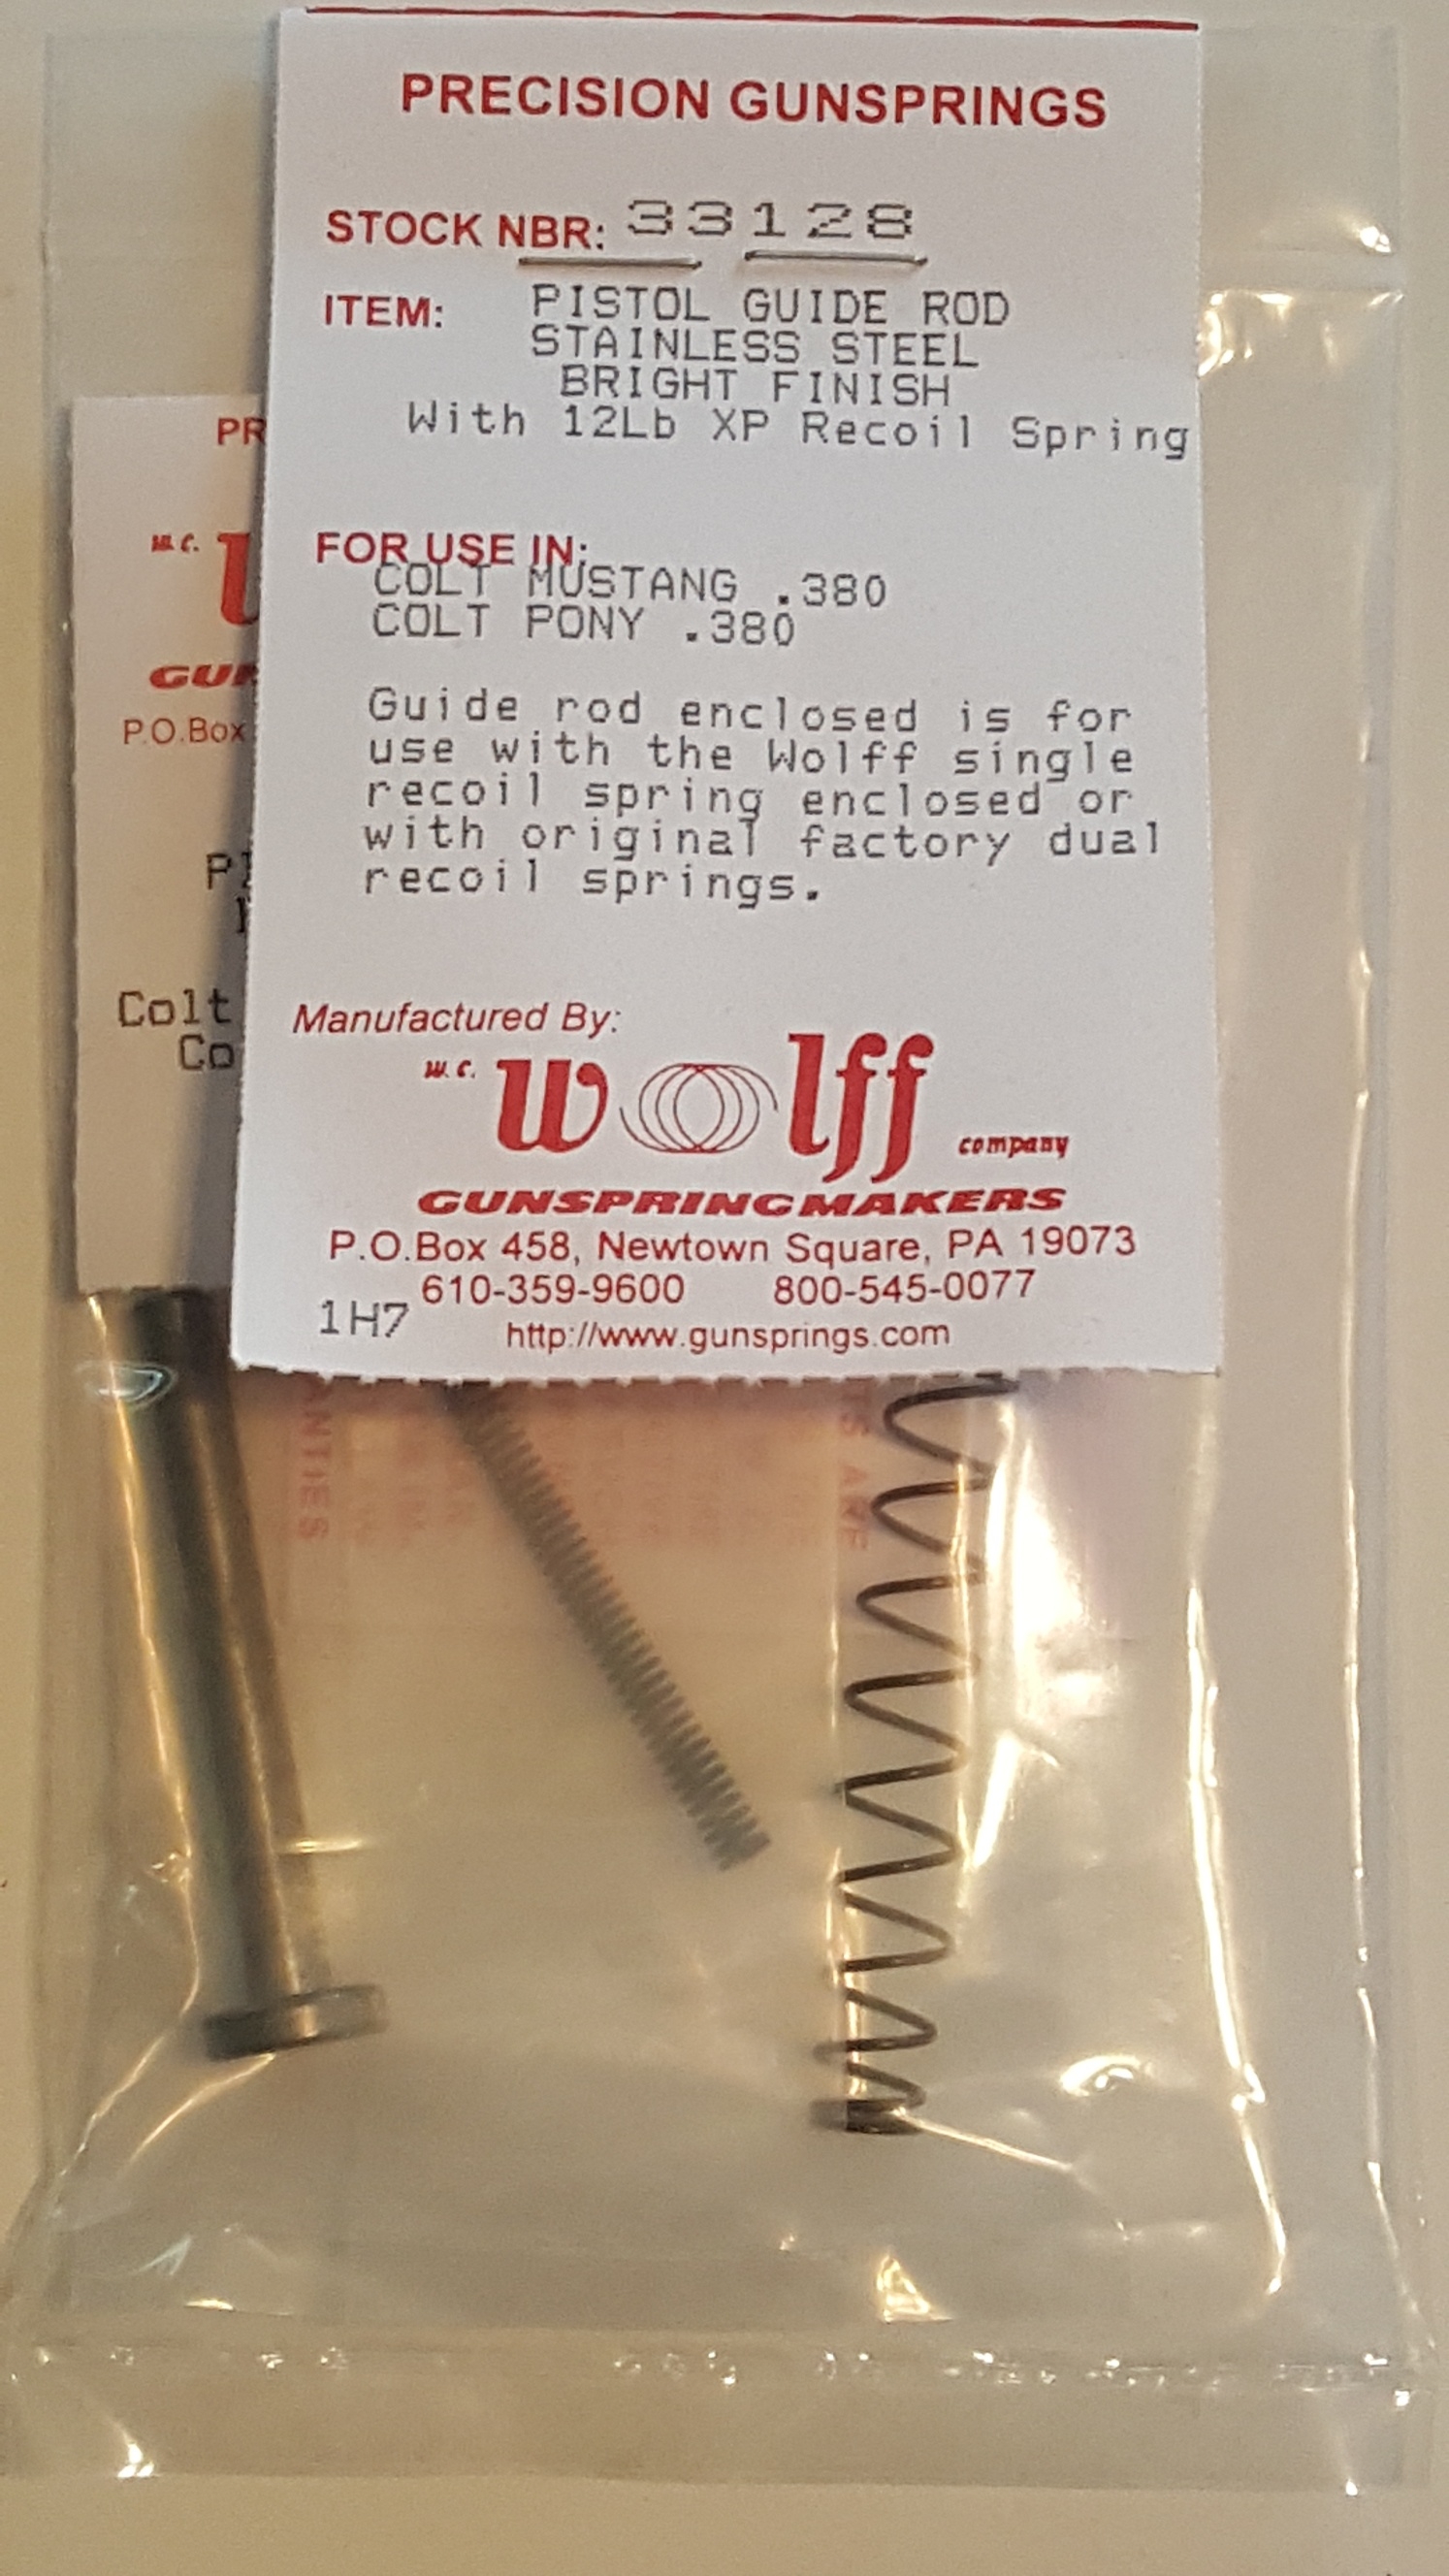 PRECISION GUNSPRINGS
STOCK NBR: 33128
ITEM: PISTOL GUIDE ROD
STAINLESS STEEL
BRIGHT FINISH
With 12Lb XP Recoil Spring
FOR USE IN:
COLT MUSTANG .380
COLT PONY .380
Guide rod enclosed is for
use with the Wolff single
recoil spring enclosed or
with original factory dual
recoil springs.
Manufactured By:
W.C. Wolff company
GUNSPRINGMAKERS
P.O.Box 458, Newtown Square, PA 19073
610-359-9600 800-545-0077
1H7 http://www.gunsprings.com
PR
W.C.
GU
P.O.Box
Colt
Co
ANTIES